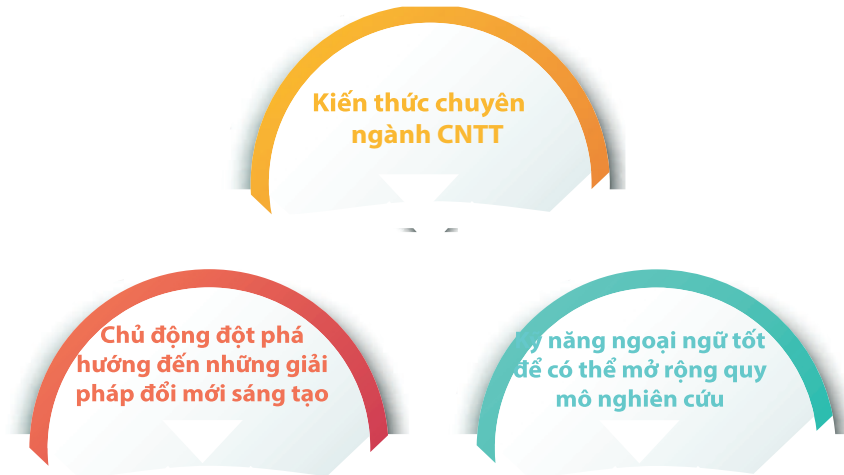 Kiến thức chuyên
ngành CNTT
Chủ động đột phá
hướng đến những giải
pháp đổi mới sáng tạo
Kỹ năng ngoại ngữ tốt
để có thể mở rộng quy
mô nghiên cứu